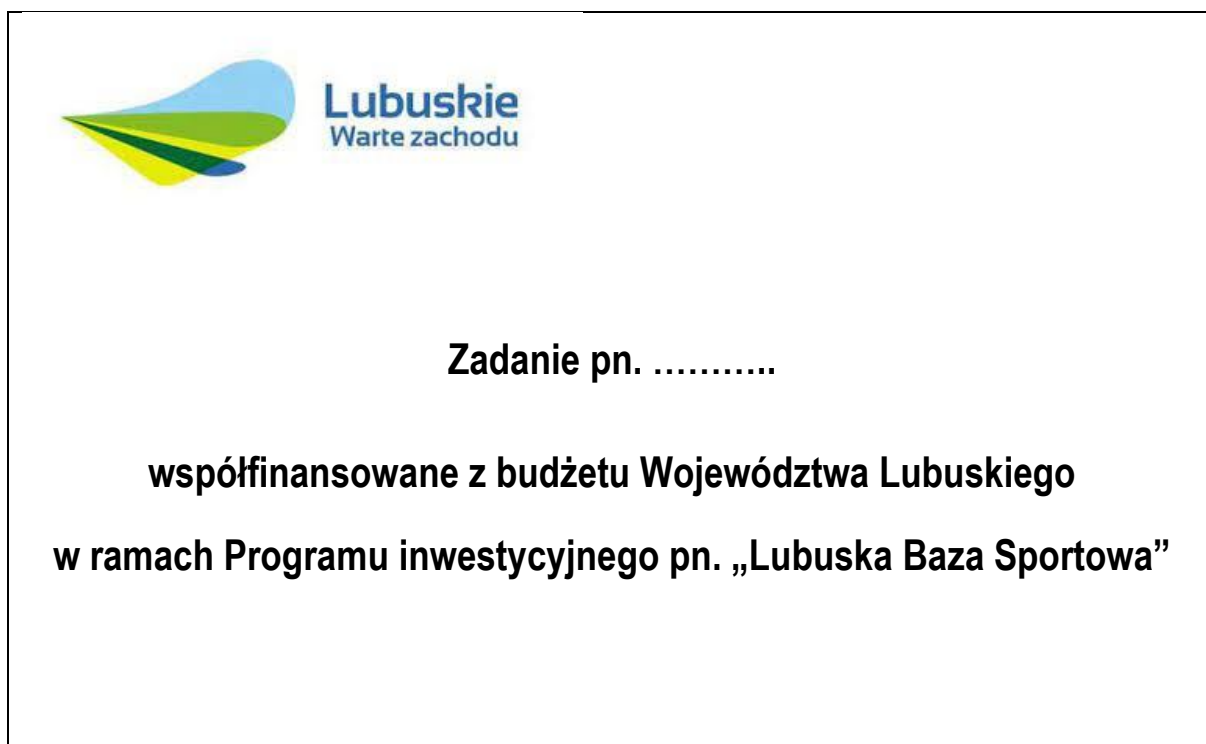 Lubuskie
Warte zachodu
Zadanie pn. ………..
współfinansowane z budżetu Województwa Lubuskiego
w ramach Programu inwestycyjnego pn. „Lubuska Baza Sportowa”